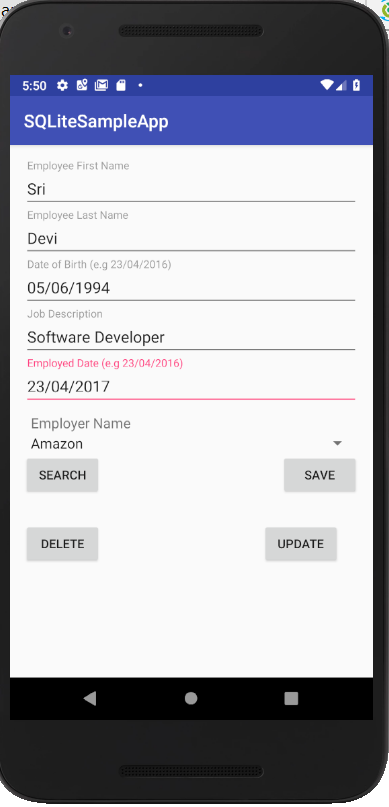 5:50
SQLiteSampleApp
Employee First Name
Sri
Employee Last Name
Devi
Date of Birth (e.g 23/04/2016)
05/06/1994
Job Description
Software Developer
Employed Date (e.g 23/04/2016)
23/04/2017
Employer Name
Amazon
SEARCH SAVE
DELETE UPDATE